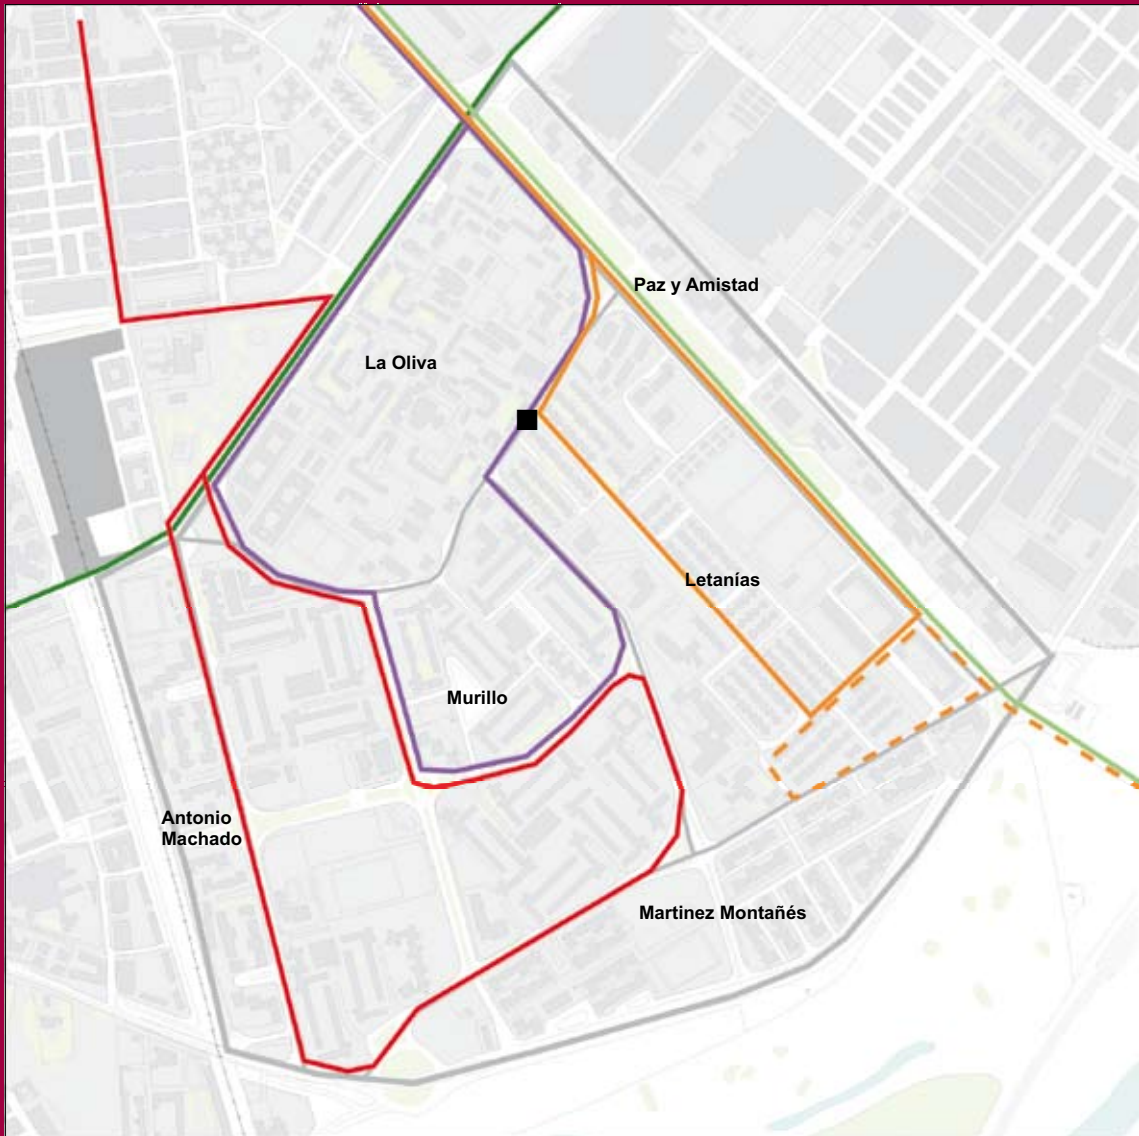 Paz y Amistad
La Oliva
Letanías
Murillo
Antonio
Machado
Martinez Montañés